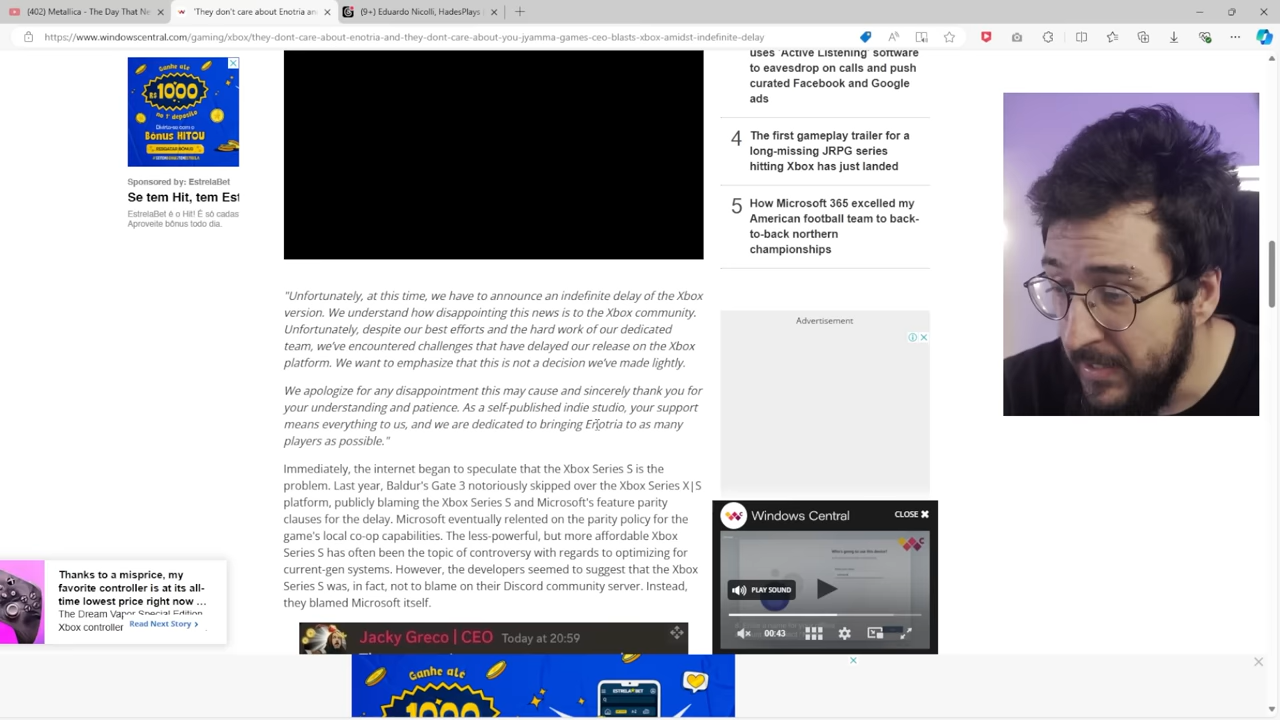 (402) Metallica - The Day That Ne
'They don't care about Enotria an
(9+) Eduardo Nicolli, HadesPlays |
https://www.windowscentral.com/gaming/xbox/they-dont-care-about-enotria-and-they-dont-care-about-you-jyamma-games-ceo-blasts-xbox-amidst-indefinite-delay
Ganhe até
R$1000
no 1º depósito
Divirta-se com o
Bônus HITOU
Sponsored by: EstrelaBet
Se tem Hit, tem Est
EstrelaBet é o Hit! É só cadas
Aproveite bônus todo dia.
"Unfortunately, at this time, we have to announce an indefinite delay of the Xbox
version. We understand how disappointing this news is to the Xbox community.
Unfortunately, despite our best efforts and the hard work of our dedicated
team, we've encountered challenges that have delayed our release on the Xbox
platform. We want to emphasize that this is not a decision we've made lightly.
We apologize for any disappointment this may cause and sincerely thank you for
your understanding and patience. As a self-published indie studio, your support
means everything to us, and we are dedicated to bringing Enotria to as many
players as possible."
Immediately, the internet began to speculate that the Xbox Series S is the
problem. Last year, Baldur's Gate 3 notoriously skipped over the Xbox Series X|S
platform, publicly blaming the Xbox Series S and Microsoft's feature parity
clauses for the delay. Microsoft eventually relented on the parity policy for the
game's local co-op capabilities. The less-powerful, but more affordable Xbox
Series S has often been the topic of controversy with regards to optimizing for
current-gen systems. However, the developers seemed to suggest that the Xbox
Series S was, in fact, not to blame on their Discord community server. Instead,
they blamed Microsoft itself.
Jacky Greco | CEO Today at 20:59
uses 'Active Listening' software
to eavesdrop on calls and push
curated Facebook and Google
ads
4 The first gameplay trailer for a
long-missing JRPG series
hitting Xbox has just landed
5 How Microsoft 365 excelled my
American football team to back-
to-back northern
championships
Advertisement
Windows Central
CLOSE
PLAY SOUND
00:43
Thanks to a misprice, my
favorite controller is at its all-
time lowest price right now ...
The Dream Vapor Special Edition
Xbox controller
Read Next Story >
Ganhe até
1000
ESTRELABET